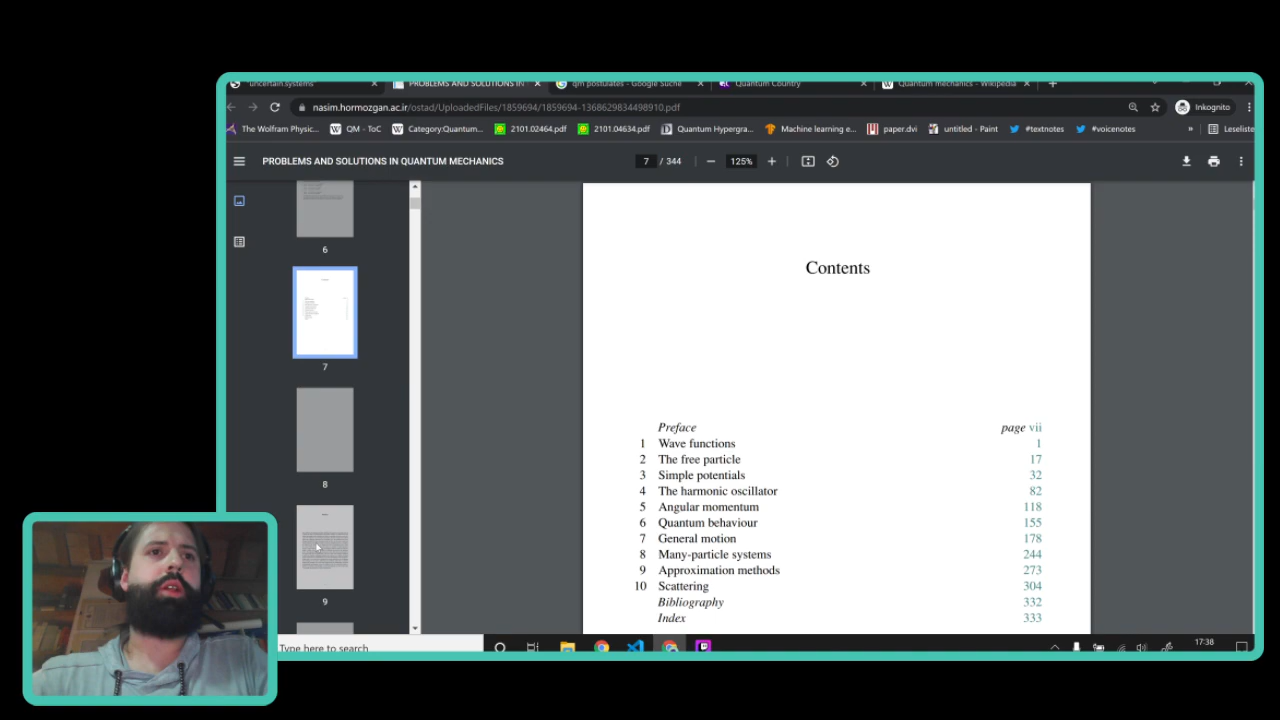 uncertain.systems
PROBLEMS AND SOLUTIONS IN
qm postulates - Google Suche
Quantum Country
Quantum mechanics - Wikipedia
nasim.hormozgan.ac.ir/ostad/UploadedFiles/1859694/1859694-1368629834498910.pdf
Inkognito
The Wolfram Physic...
QM - ToC
Category:Quantum...
2101.02464.pdf
2101.04634.pdf
Quantum Hypergra...
Machine learning e...
paper.dvi
untitled - Paint
#textnotes
#voicenotes
»
Leseliste
PROBLEMS AND SOLUTIONS IN QUANTUM MECHANICS
7 / 344
125%
6
7
8
9
Contents
Preface page vii
1 Wave functions 1
2 The free particle 17
3 Simple potentials 32
4 The harmonic oscillator 82
5 Angular momentum 118
6 Quantum behaviour 155
7 General motion 178
8 Many-particle systems 244
9 Approximation methods 273
10 Scattering 304
Bibliography 332
Index 333
Type here to search
17:38